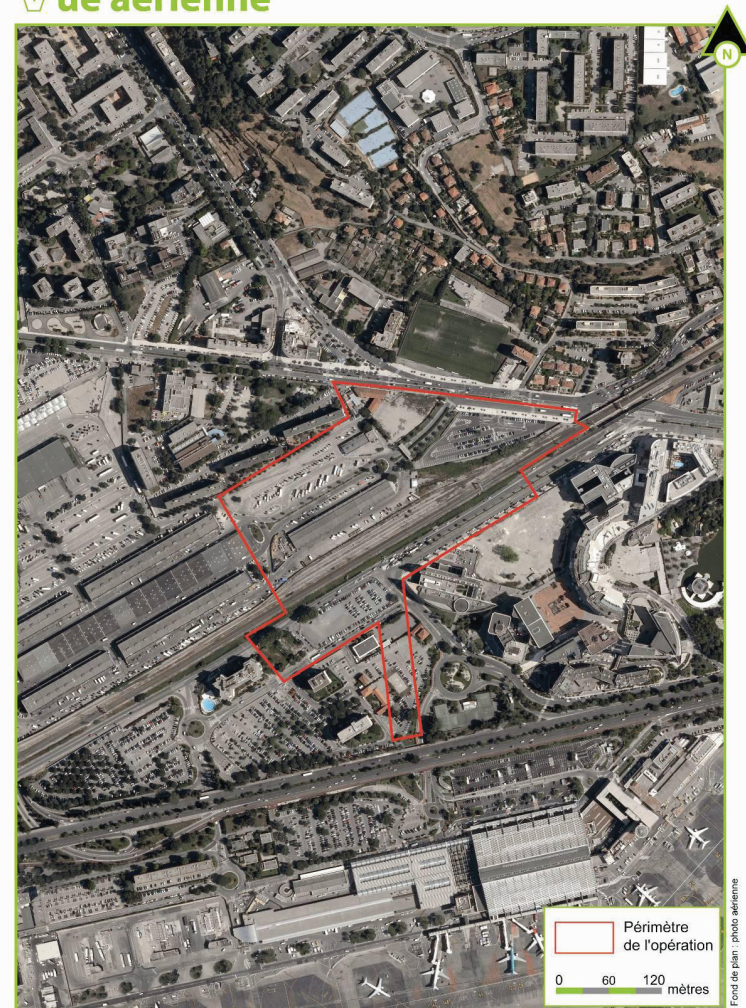 de aérienne
N
Périmètre
de l'opération
0 60 120 mètres
Fond de plan : photo aérienne